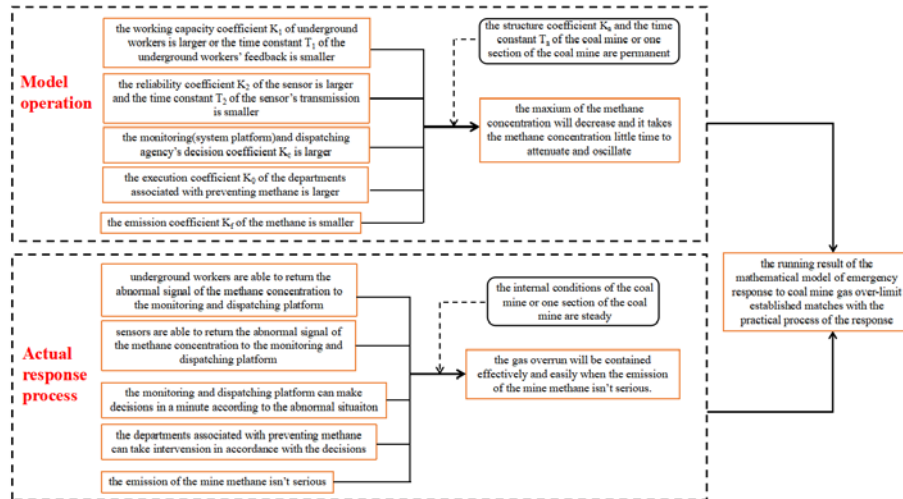 the working capacity coefficient K1 of underground
workers is larger or the time constant T1 of the
underground workers' feedback is smaller
the structure coefficient Ka and the time
constant Ta of the coal mine or one
section of the coal mine are permanent
Model
operation
the reliability coefficient K2 of the sensor is larger
and the time constant T2 of the sensor's transmission
is smaller
the maxium of the methane
concentration will decrease and it takes
the methane concentration little time to
attenuate and oscillate
the monitoring(system platform)and dispatching
agency's decision coefficient Kc is larger
the execution coefficient K0 of the departments
associated with preventing methane is larger
the emission coefficient Kf of the methane is smaller
underground workers are able to return the
abnormal signal of the methane concentration to
the monitoring and dispatching platform
the internal conditions of the coal
mine or one section of the coal
mine are steady
the running result of the
mathematical model of emergency
response to coal mine gas over-limit
established matches with the
practical process of the response
Actual
response
process
sensors are able to return the abnormal signal of
the methane concentration to the monitoring and
dispatching platform
the gas overrun will be contained
effectively and easily when the emission
of the mine methane isn't serious.
the monitoring and dispatching platform can make
decisions in a minute according to the abnormal situaiton
the departments associated with preventing methane
can take intervention in accordance with the decisions
the emission of the mine methane isn't serious